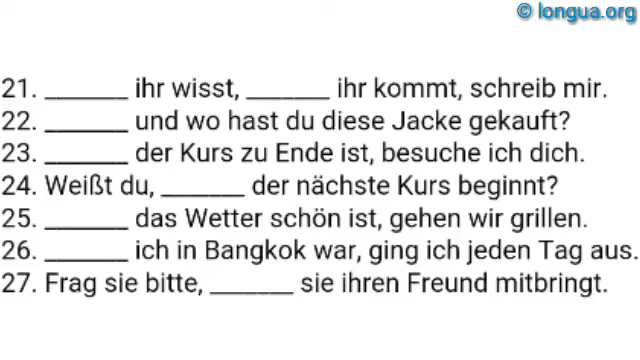 © longua.org
21. _______ ihr wisst, _______ ihr kommt, schreib mir.
22. _______ und wo hast du diese Jacke gekauft?
23. _______ der Kurs zu Ende ist, besuche ich dich.
24. Weißt du, _______ der nächste Kurs beginnt?
25. _______ das Wetter schön ist, gehen wir grillen.
26. _______ ich in Bangkok war, ging ich jeden Tag aus.
27. Frag sie bitte, _______ sie ihren Freund mitbringt.